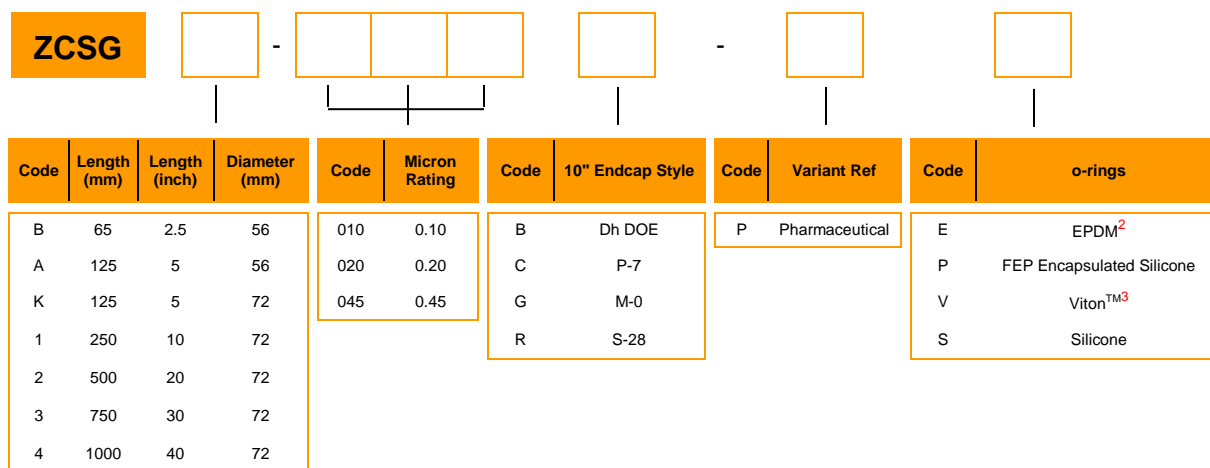 ZCSG - -
Code Length (mm) Length (inch) Diameter (mm) Code Micron Rating Code 10" Endcap Style Code Variant Ref Code o-rings
B 65 2.5 56 010 0.10 B Dh DOE P Pharmaceutical E EPDM2
A 125 5 56 020 0.20 C P-7 P FEP Encapsulated Silicone
K 125 5 72 045 0.45 G M-0 V Viton™3
1 250 10 72 R S-28 S Silicone
2 500 20 72
3 750 30 72
4 1000 40 72